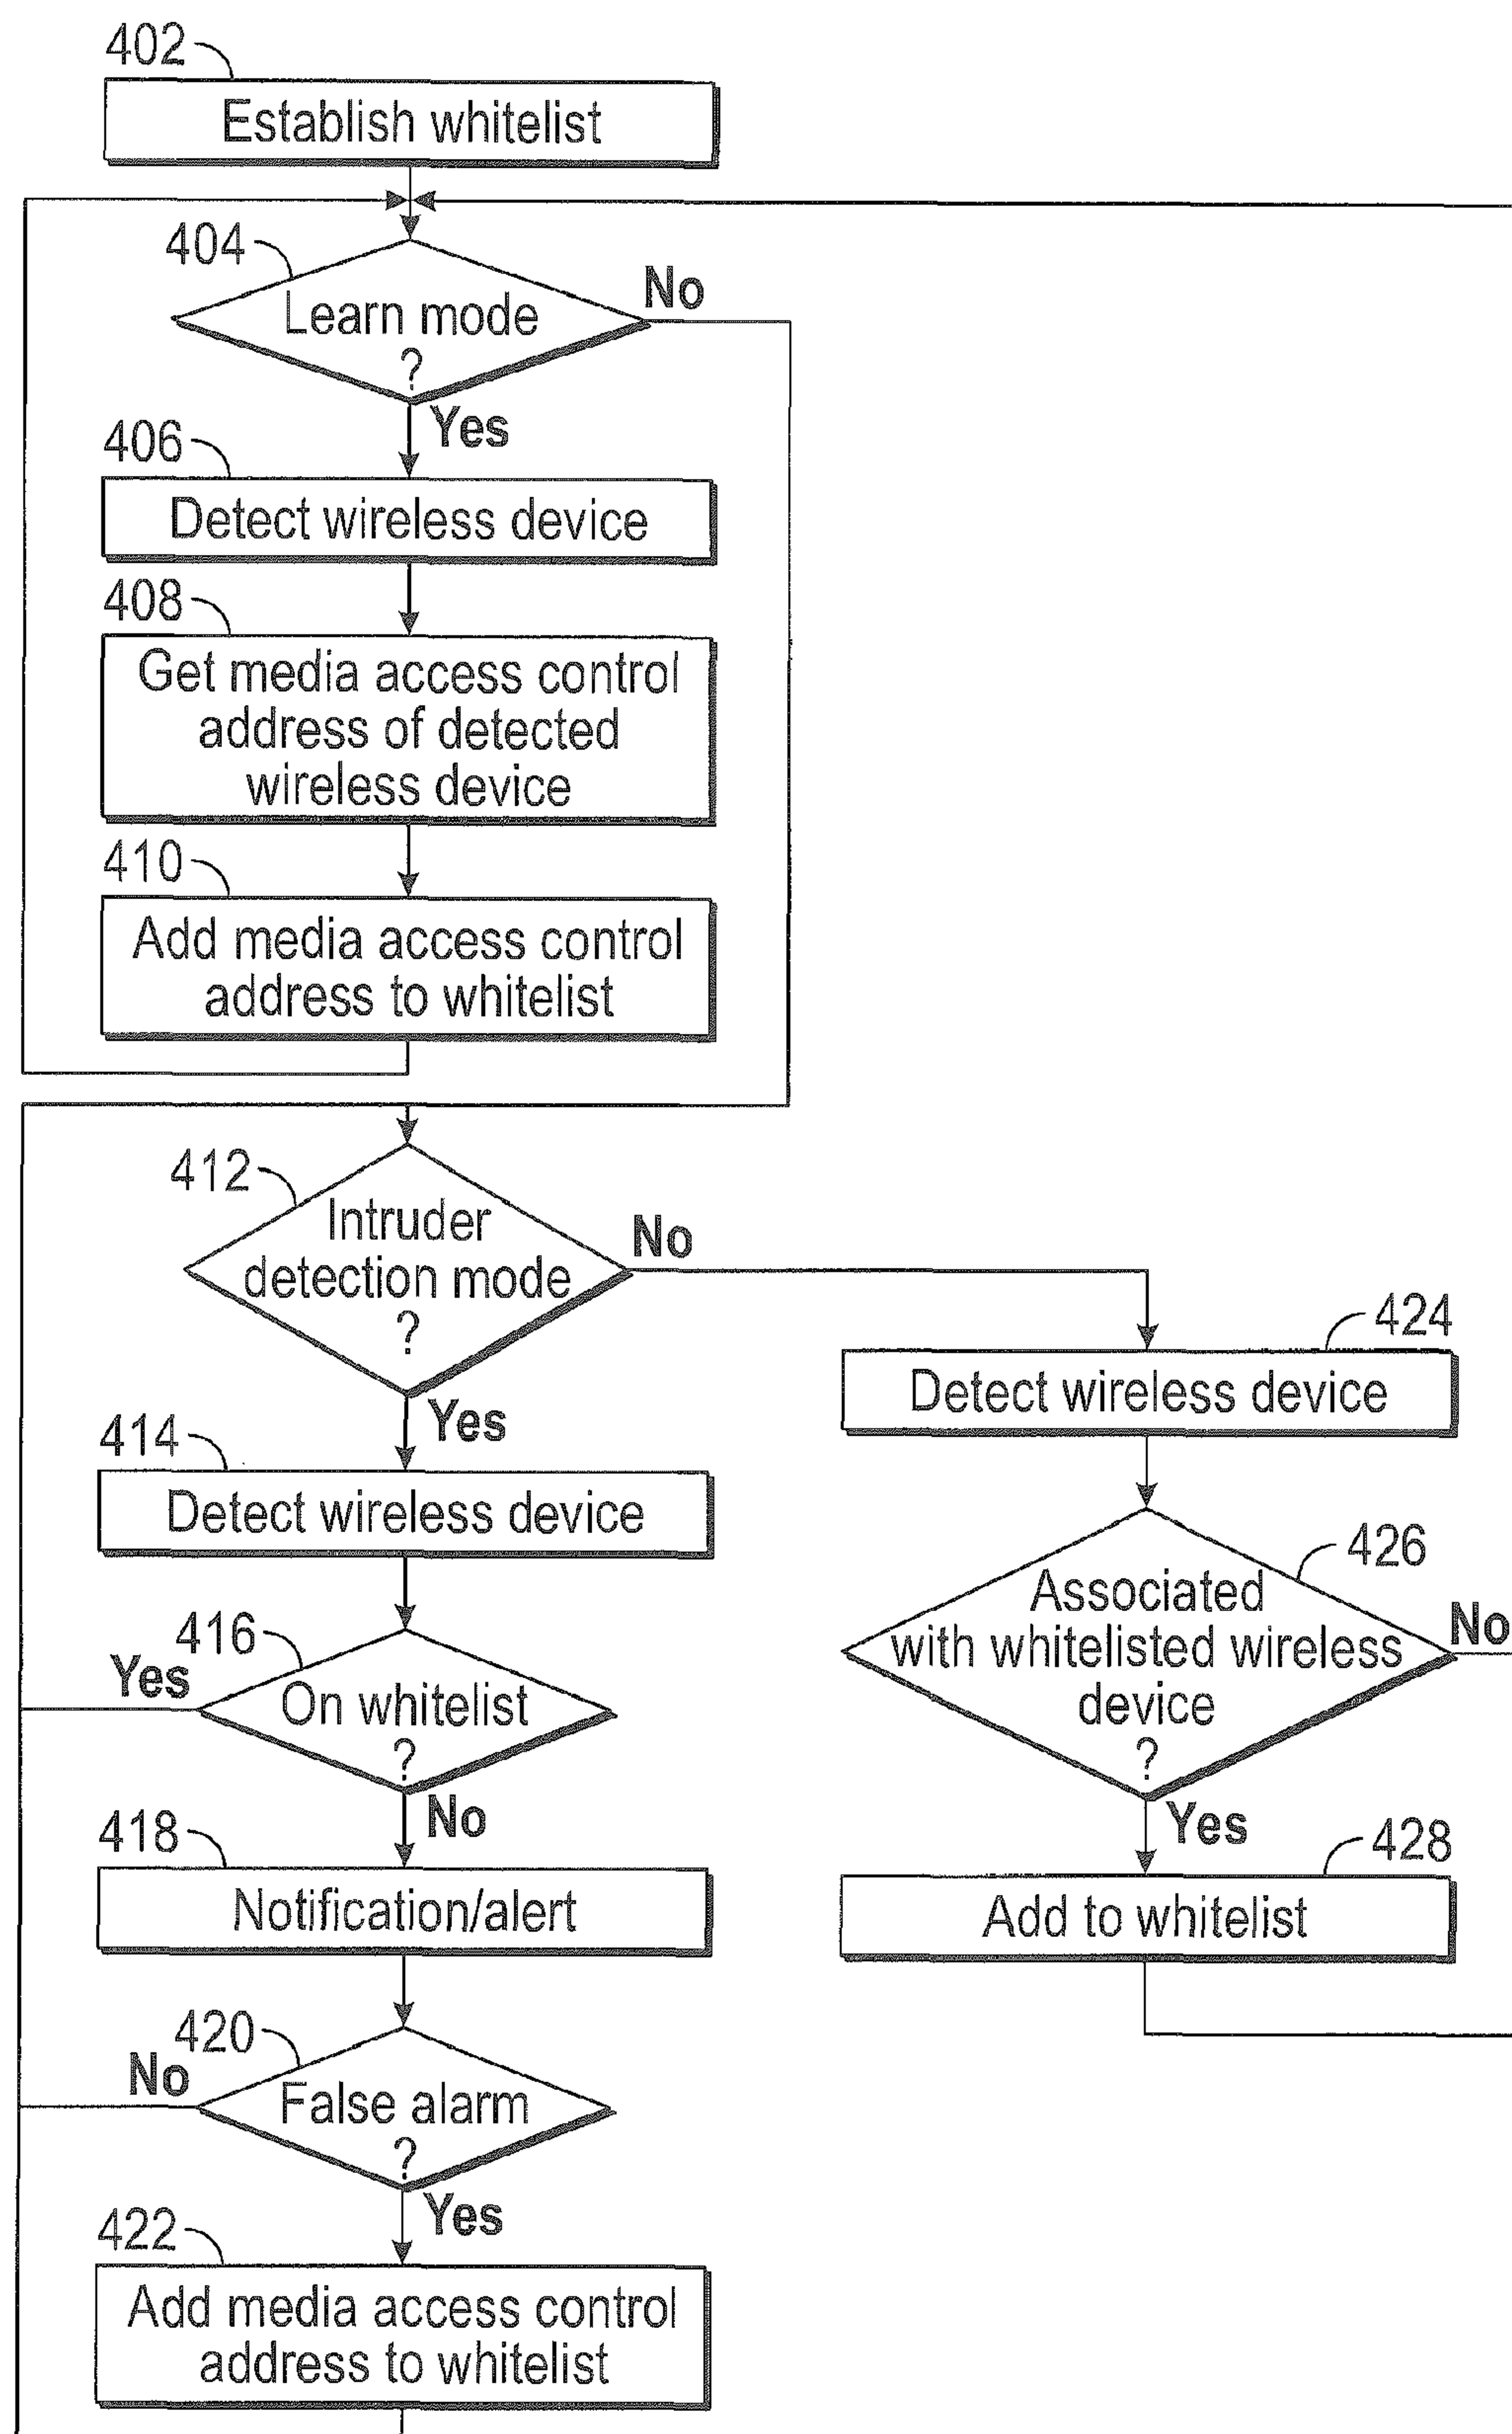 402
Establish whitelist
404
Learn mode
?
No
Yes
406
Detect wireless device
408
Get media access control
address of detected
wireless device
410
Add media access control
address to whitelist
412
Intruder
detection mode
?
No
Yes
414
Detect wireless device
416
On whitelist
?
Yes
No
418
Notification/alert
420
False alarm
?
No
Yes
422
Add media access control
address to whitelist
424
Detect wireless device
426
Associated
with whitelisted wireless
device
?
No
Yes
428
Add to whitelist